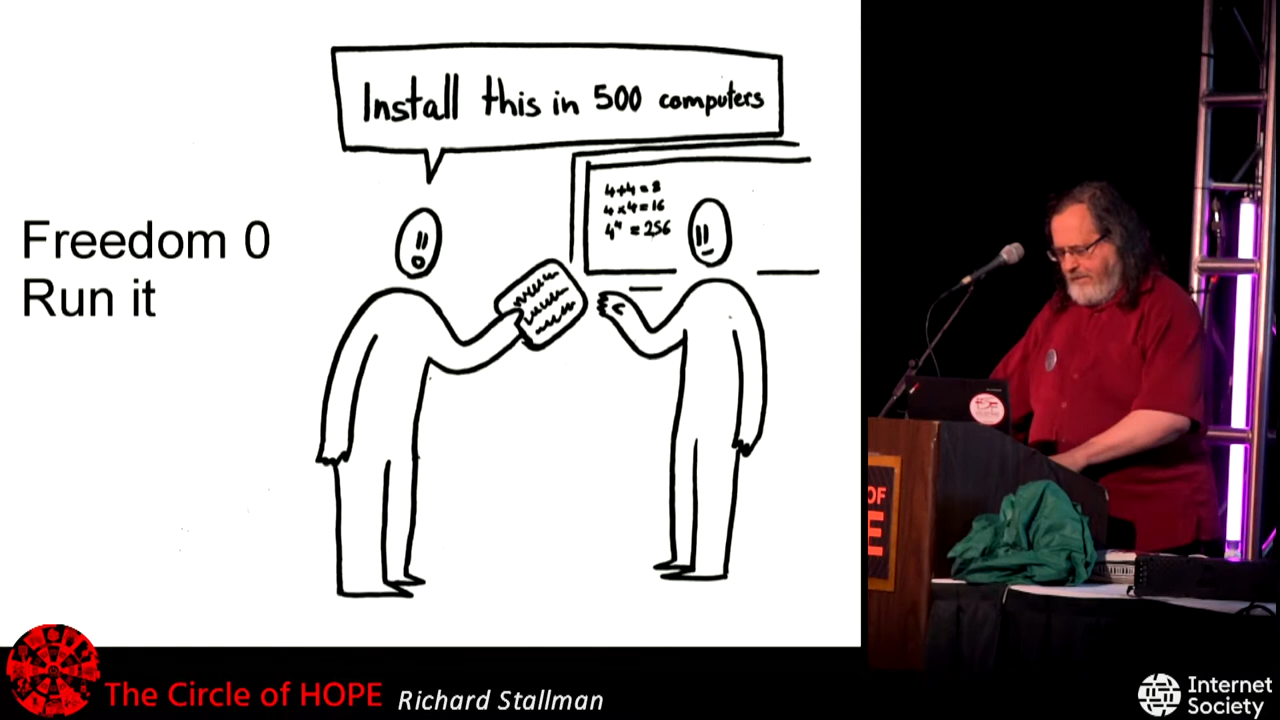 Install this in 500 computers
4+4=8
4×4=16
4⁴=256
Freedom 0
Run it
OF
E
The Circle of HOPE
Richard Stallman
Internet
Society